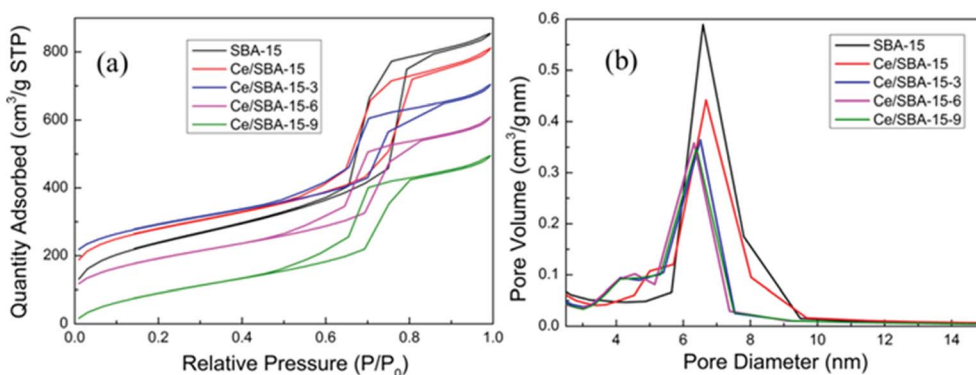 (a)
SBA-15
Ce/SBA-15
Ce/SBA-15-3
Ce/SBA-15-6
Ce/SBA-15-9
Quantity Adsorbed (cm³/g STP)
800
600
400
200
0
0.0 0.2 0.4 0.6 0.8 1.0
Relative Pressure (P/P₀)
(b)
SBA-15
Ce/SBA-15
Ce/SBA-15-3
Ce/SBA-15-6
Ce/SBA-15-9
Pore Volume (cm³/gnm)
0.6
0.5
0.4
0.3
0.2
0.1
0.0
4 6 8 10 12 14
Pore Diameter (nm)